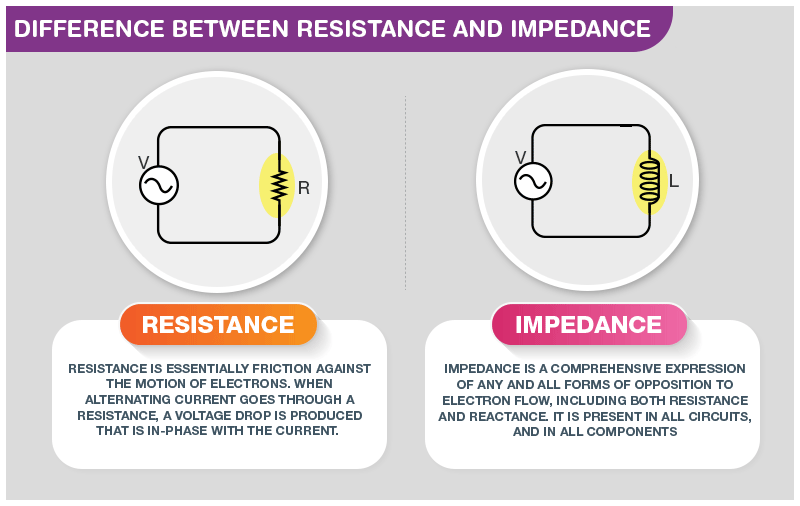 DIFFERENCE BETWEEN RESISTANCE AND IMPEDANCE
V
R
V
L
RESISTANCE
RESISTANCE IS ESSENTIALLY FRICTION AGAINST
THE MOTION OF ELECTRONS. WHEN
ALTERNATING CURRENT GOES THROUGH A
RESISTANCE, A VOLTAGE DROP IS PRODUCED
THAT IS IN-PHASE WITH THE CURRENT.
IMPEDANCE
IMPEDANCE IS A COMPREHENSIVE EXPRESSION
OF ANY AND ALL FORMS OF OPPOSITION TO
ELECTRON FLOW, INCLUDING BOTH RESISTANCE
AND REACTANCE. IT IS PRESENT IN ALL CIRCUITS,
AND IN ALL COMPONENTS